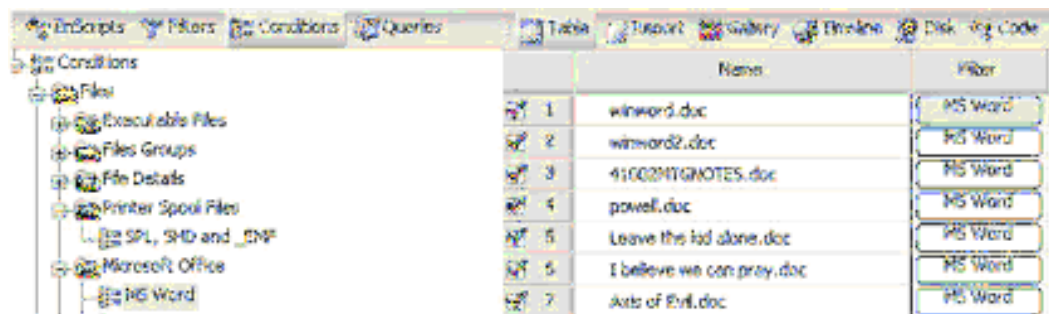 EnScripts Filters Conditions Queries
Table Report Gallery Timeline Disk Code
Conditions
Files
Executable Files
Files Groups
File Details
Printer Spool Files
SPL, SHD and _EMF
Microsoft Office
MS Word
Name Filter
1 winword.doc MS Word
2 winword2.doc MS Word
3 41602MTGNOTES.doc MS Word
4 powell.doc MS Word
5 Leave the kid alone.doc MS Word
6 I believe we can pray.doc MS Word
7 Axis of Evil.doc MS Word